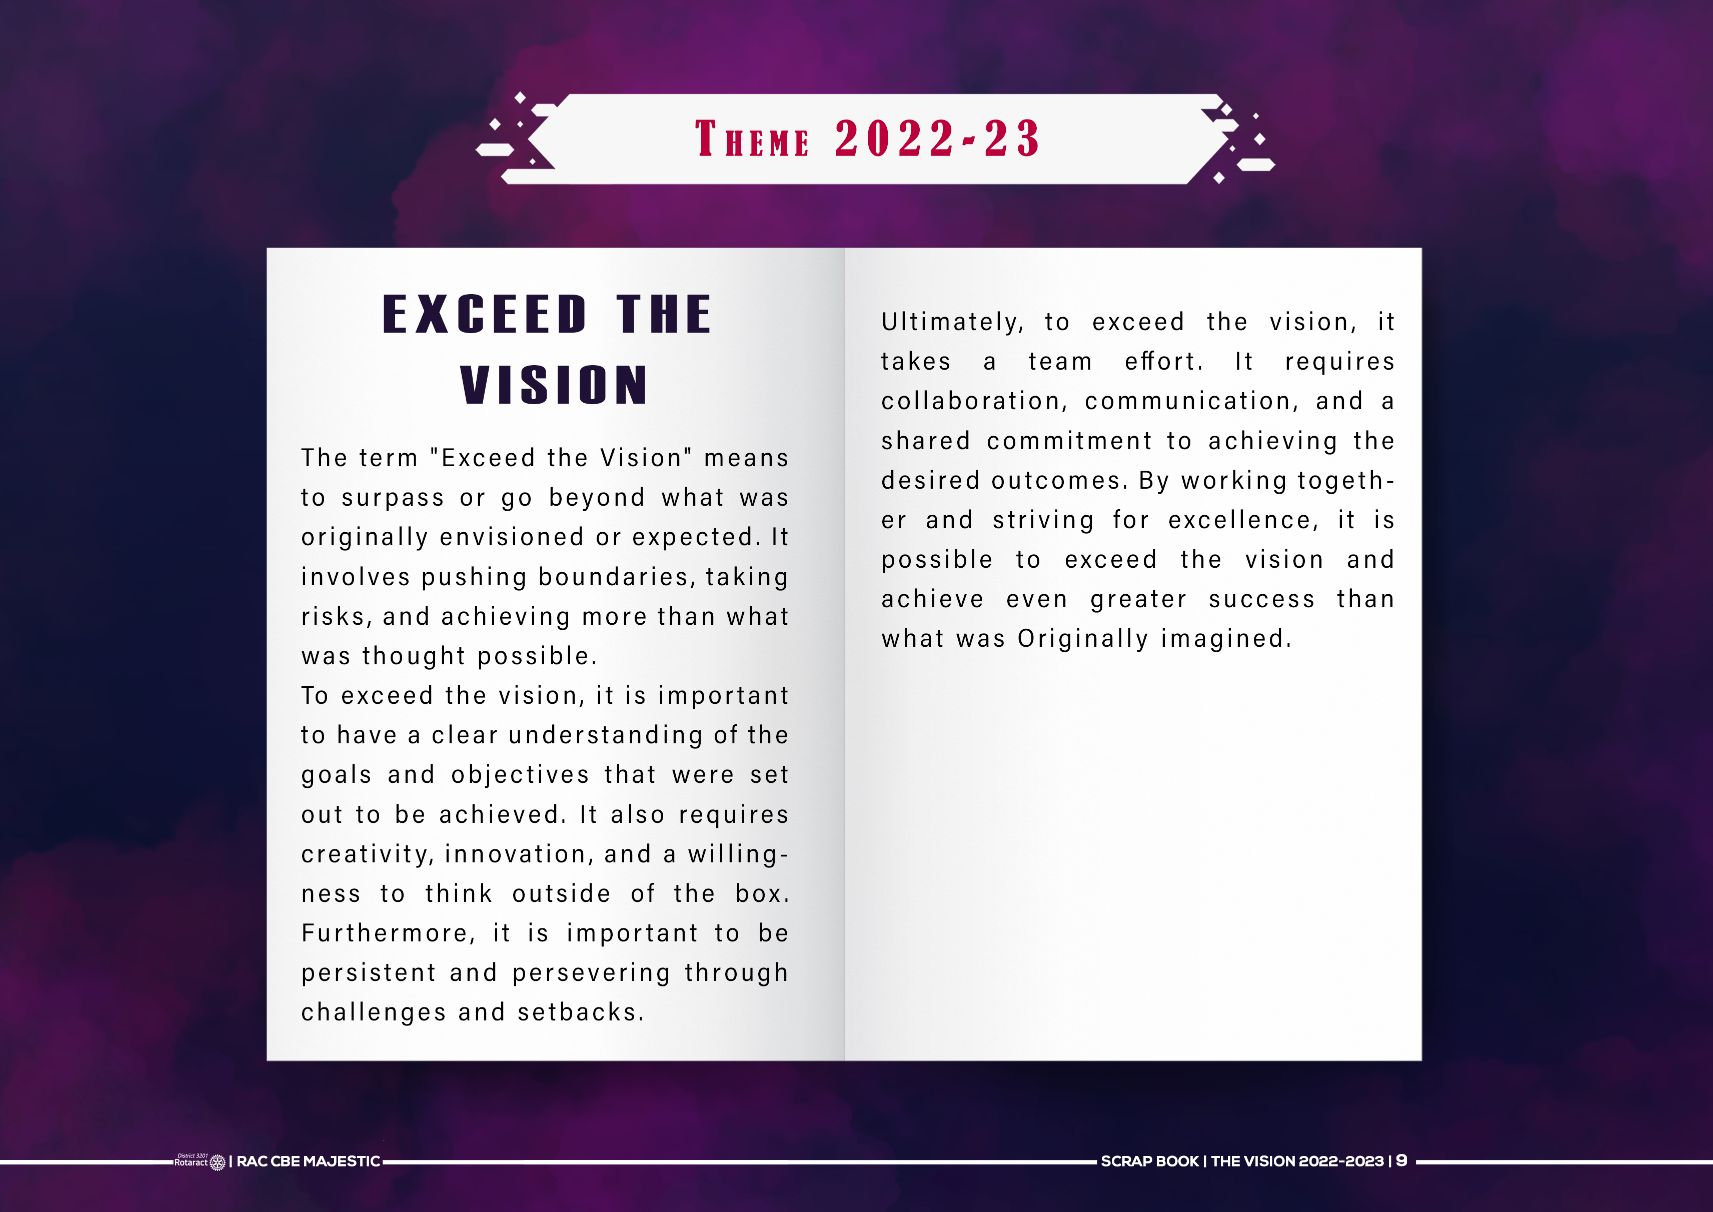 THEME 2022-23
EXCEED THE
VISION
The term "Exceed the Vision" means
to surpass or go beyond what was
originally envisioned or expected. It
involves pushing boundaries, taking
risks, and achieving more than what
was thought possible.
To exceed the vision, it is important
to have a clear understanding of the
goals and objectives that were set
out to be achieved. It also requires
creativity, innovation, and a willing-
ness to think outside of the box.
Furthermore, it is important to be
persistent and persevering through
challenges and setbacks.
Ultimately, to exceed the vision, it
takes a team effort. It requires
collaboration, communication, and a
shared commitment to achieving the
desired outcomes. By working togeth-
er and striving for excellence, it is
possible to exceed the vision and
achieve even greater success than
what was Originally imagined.
District 3201
Rotaract | RAC CBE MAJESTIC
SCRAP BOOK | THE VISION 2022-2023 | 9